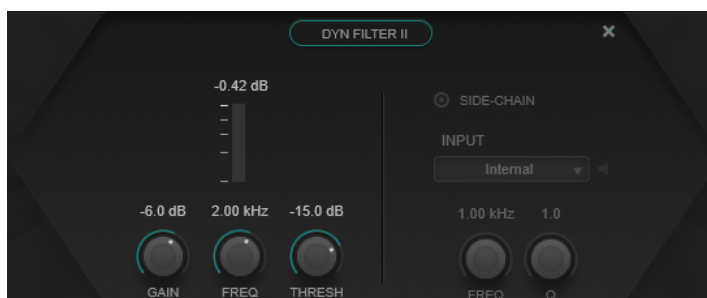 DYN FILTER II
-0.42 dB
-6.0 dB 2.00 kHz -15.0 dB
GAIN FREQ THRESH
SIDE-CHAIN
INPUT
Internal
1.00 kHz 1.0
FREQ Q